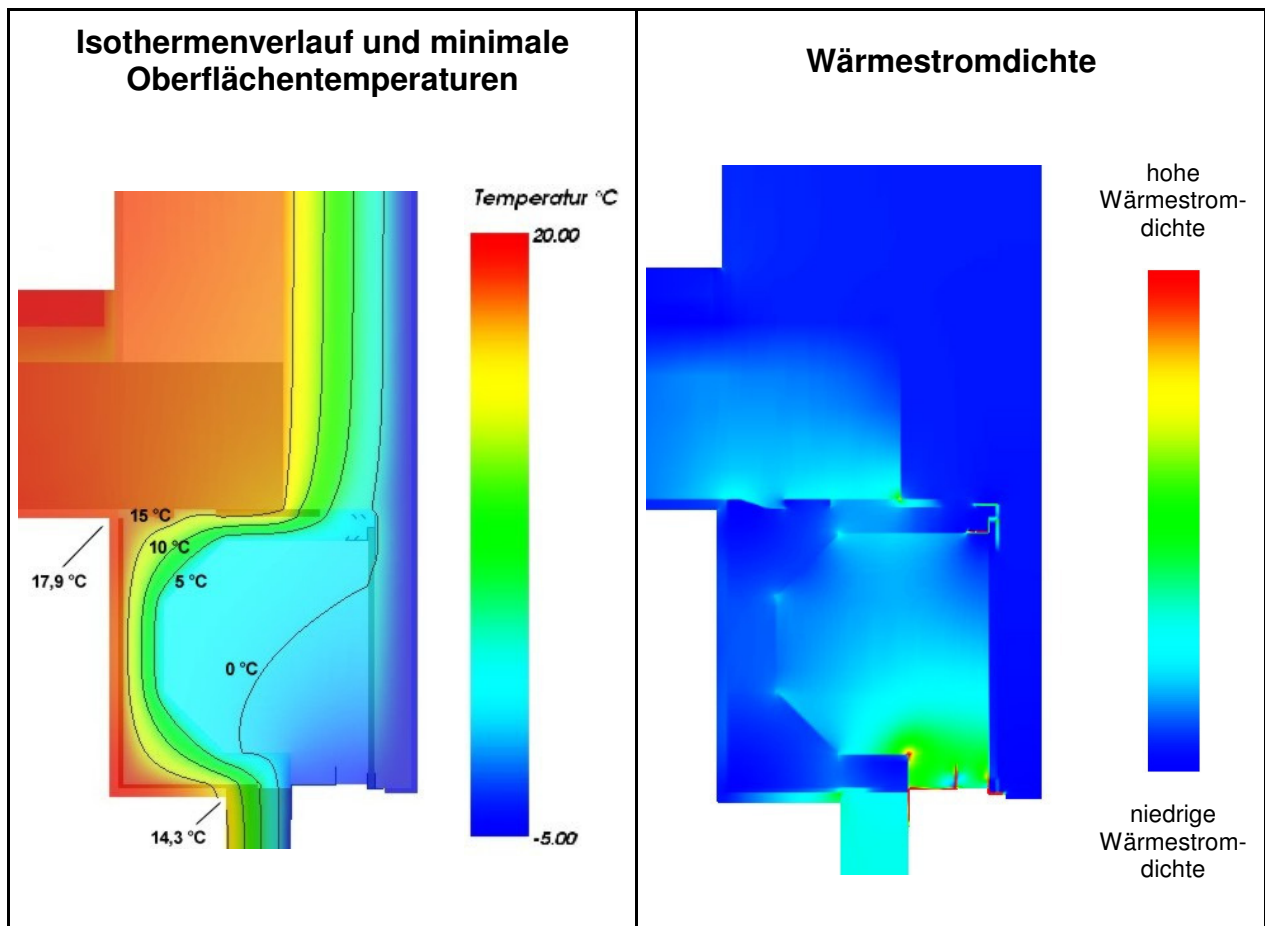 Isothermenverlauf und minimale
Oberflächentemperaturen
Temperatur °C
20.00
15 °C
10 °C
17,9 °C
5 °C
0 °C
14,3 °C
-5.00
Wärmestromdichte
hohe
Wärmestrom-
dichte
niedrige
Wärmestrom-
dichte